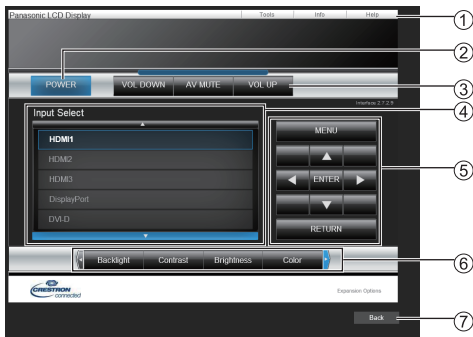 Panasonic LCD Display Tools Info Help
①
②
POWER VOL DOWN AV MUTE VOL UP
③
Interface 2.7.2.9
④
Input Select
MENU
HDMI1
HDMI2
HDMI3
ENTER
⑤
DisplayPort
DVI-D
RETURN
Backlight Contrast Brightness Color
⑥
CRESTRON connected
Expansion Options
Back
⑦